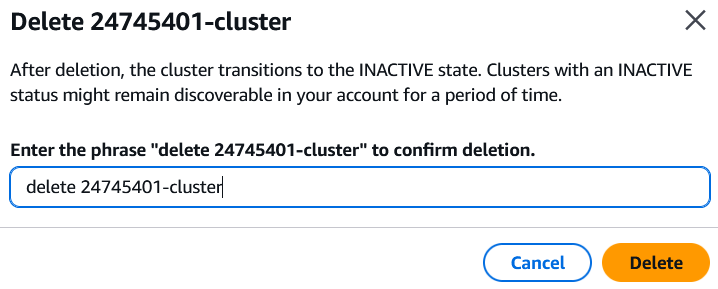 Delete 24745401-cluster
After deletion, the cluster transitions to the INACTIVE state. Clusters with an INACTIVE
status might remain discoverable in your account for a period of time.
Enter the phrase "delete 24745401-cluster" to confirm deletion.
delete 24745401-cluster
Cancel
Delete